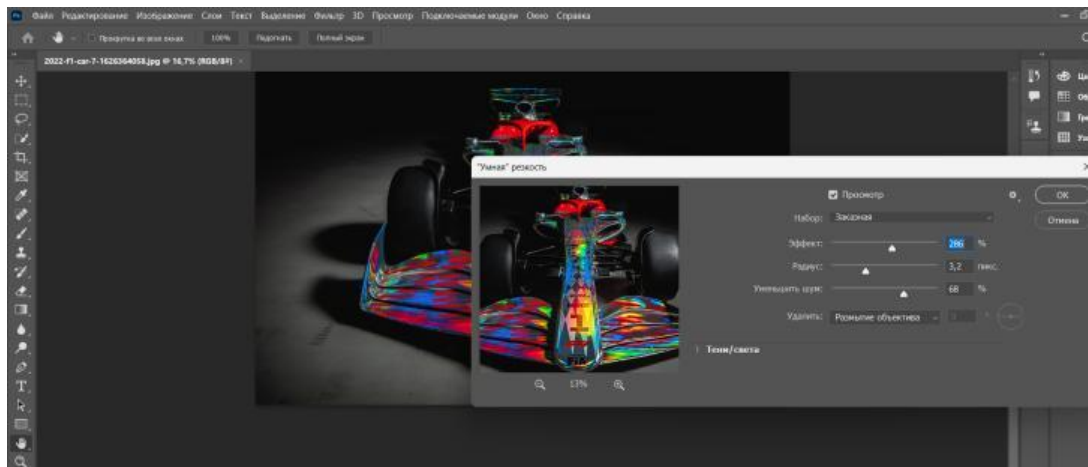 Файл Редактирование Изображение Слои Текст Выделение Фильтр 3D Просмотр Подключаемые модули Окно Справка
Прокрутка во всех окнах 100% Подогнать Полный экран
2022-f1-car-7-1626364058.jpg @ 16,7% (RGB/8#) ×
"Умная" резкость
Просмотр
OK
Набор: Заказная
Отмена
Эффект: 286 %
Радиус: 3,2 пикс.
Уменьшить шум: 68 %
Удалить: Размытие объектива
Тени/света
13%